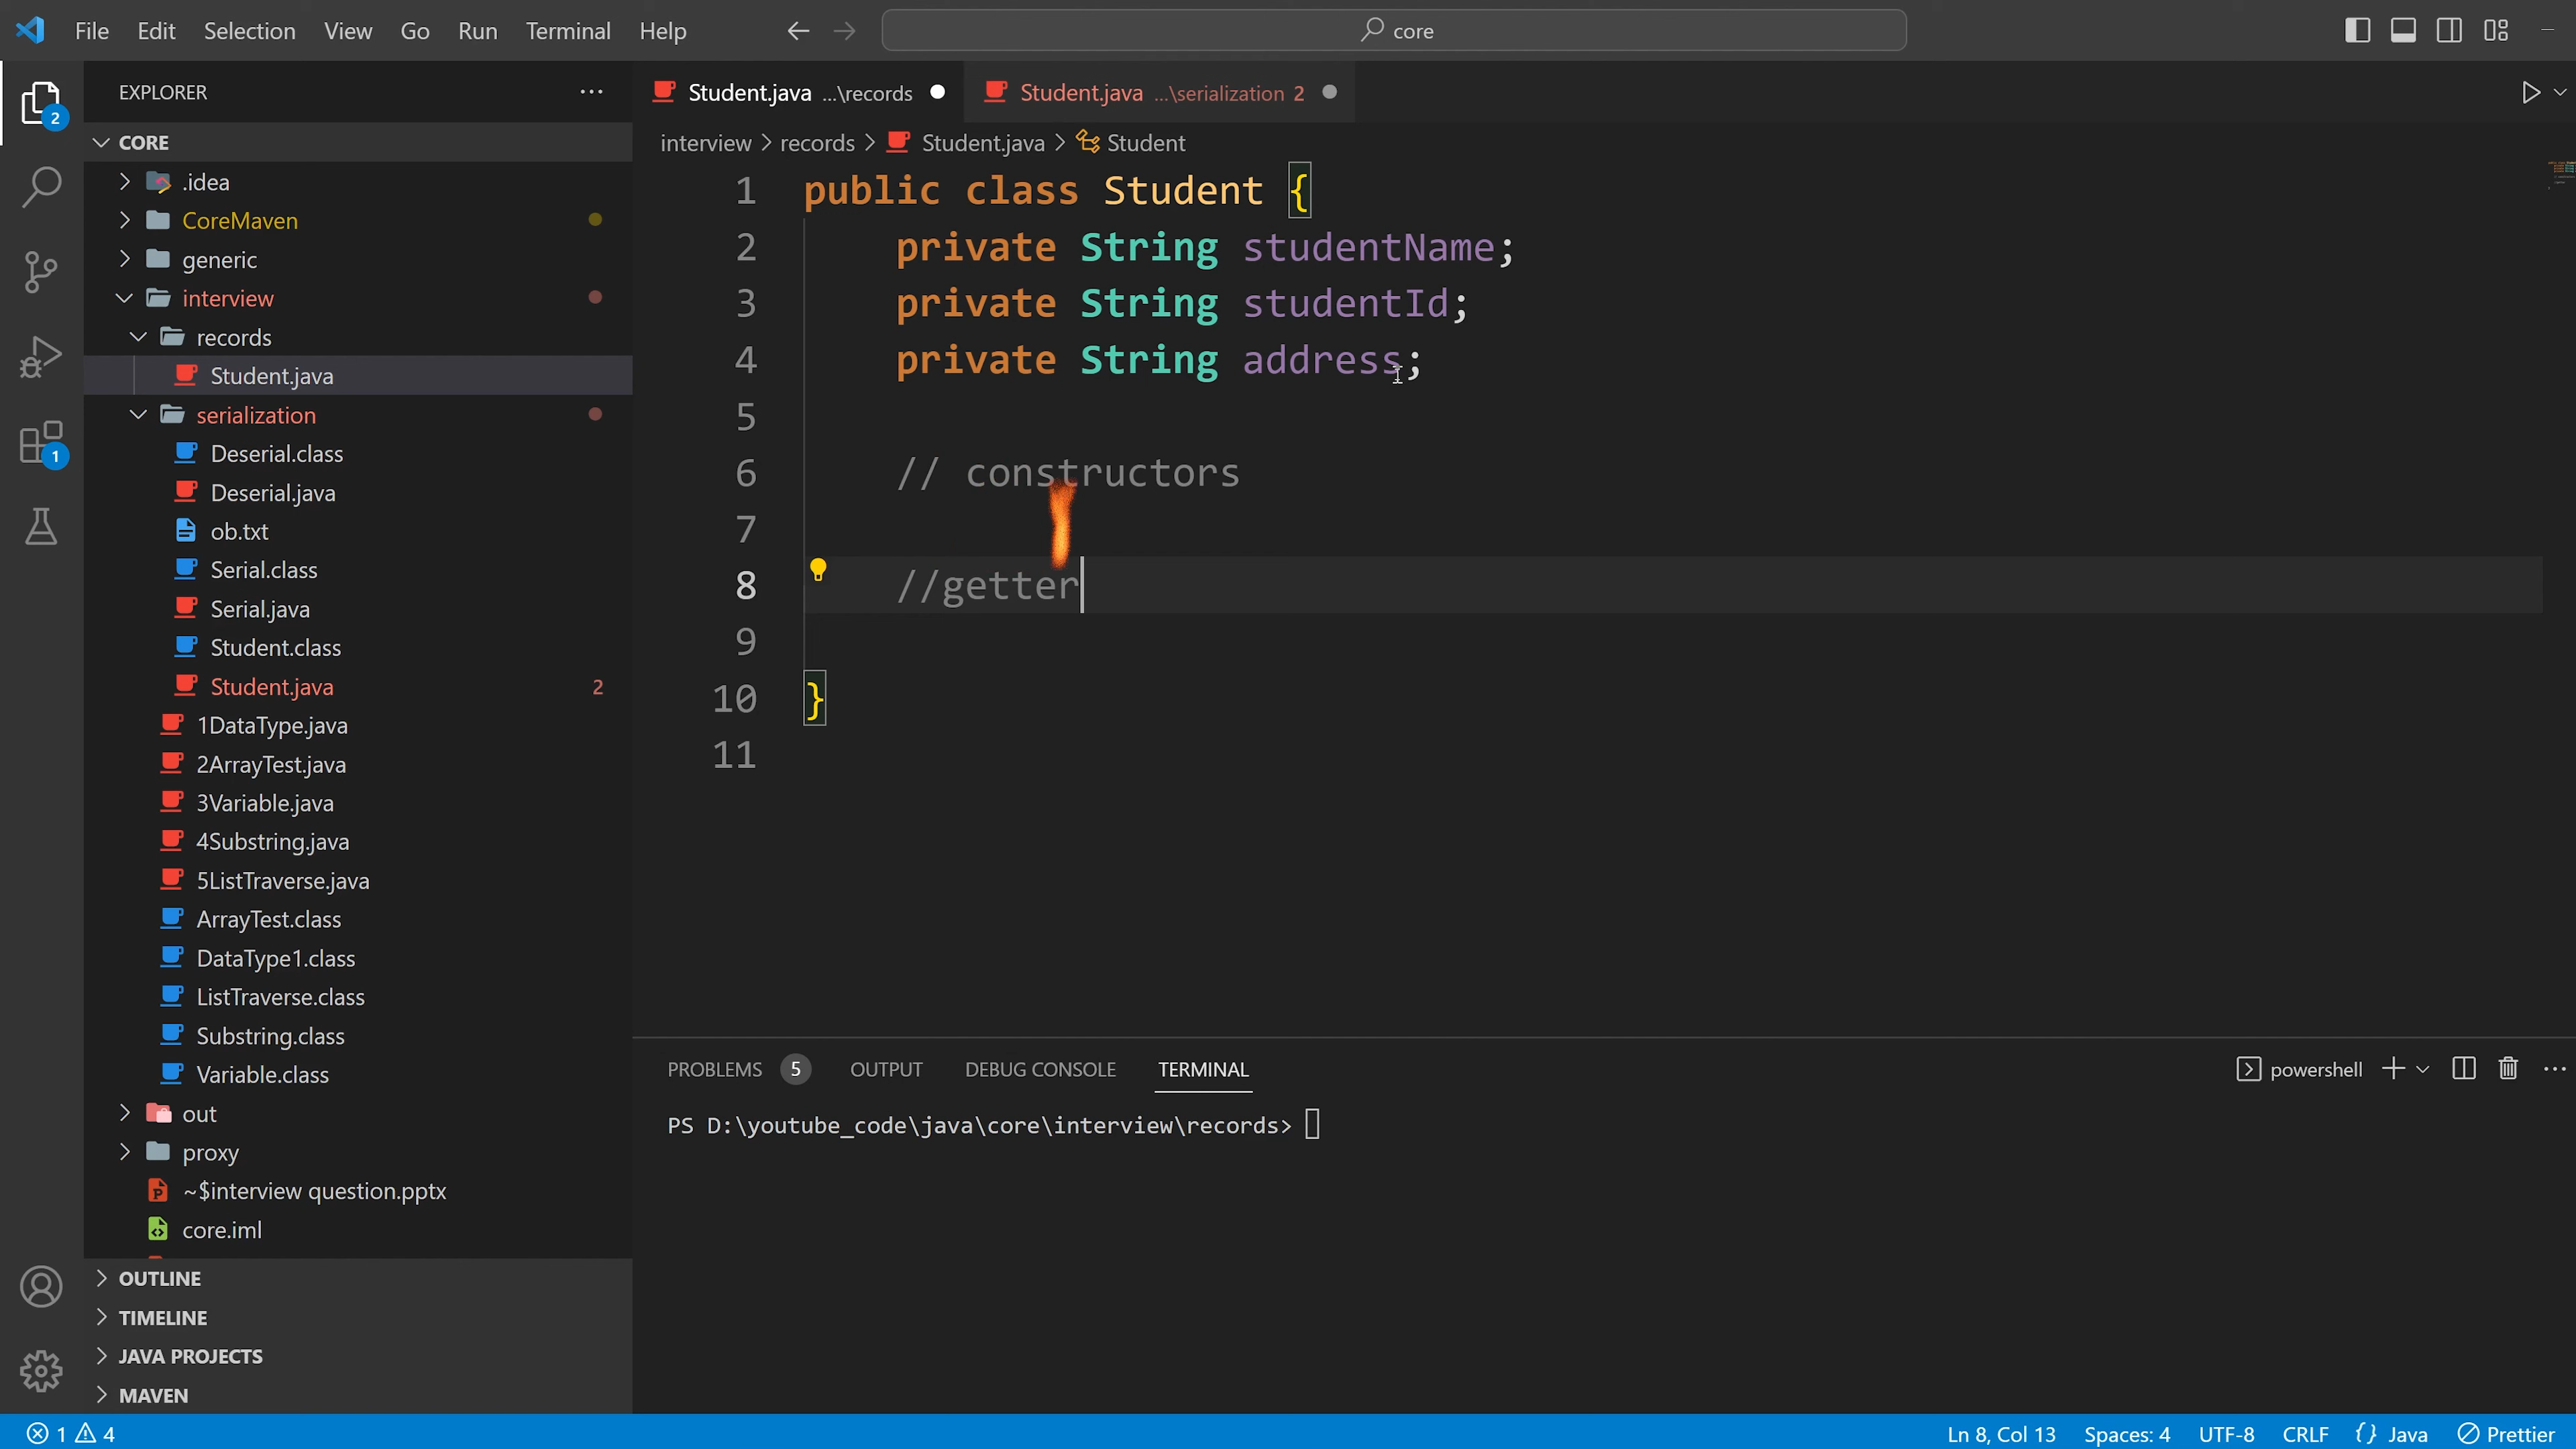 File Edit Selection View Go Run Terminal Help
core
EXPLORER
Student.java ...\records
Student.java ...\serialization 2
2
CORE
interview > records > Student.java > Student
.idea
CoreMaven
generic
interview
records
Student.java
serialization
Deserial.class
Deserial.java
ob.txt
Serial.class
Serial.java
Student.class
Student.java 2
1DataType.java
2ArrayTest.java
3Variable.java
4Substring.java
5ListTraverse.java
ArrayTest.class
DataType1.class
ListTraverse.class
Substring.class
Variable.class
out
proxy
~$interview question.pptx
core.iml
OUTLINE
TIMELINE
JAVA PROJECTS
MAVEN
1
1 public class Student {
2 private String studentName;
3 private String studentId;
4 private String address;
5
6 // constructors
7
8 //getter
9
10 }
11
PROBLEMS 5 OUTPUT DEBUG CONSOLE TERMINAL
powershell
PS D:\youtube_code\java\core\interview\records>
1 4
Ln 8, Col 13 Spaces: 4 UTF-8 CRLF {} Java Prettier